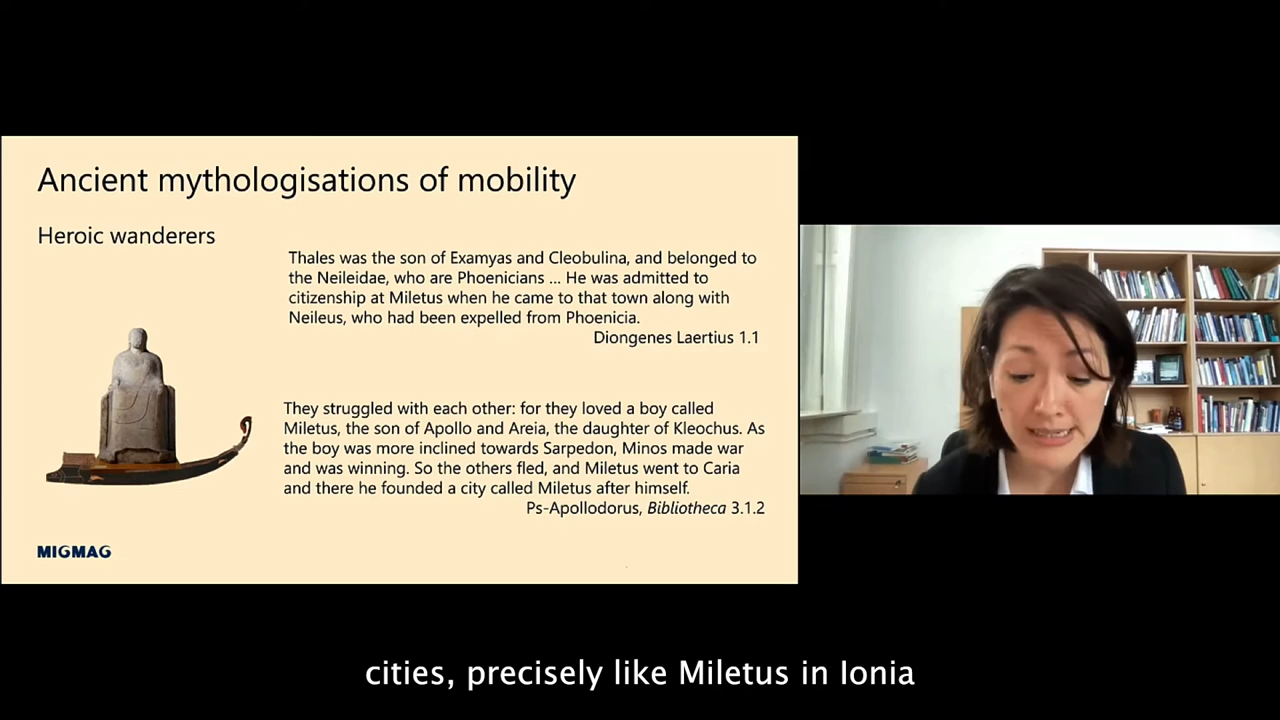 Ancient mythologisations of mobility
Heroic wanderers
Thales was the son of Examyas and Cleobulina, and belonged to
the Neileidae, who are Phoenicians ... He was admitted to
citizenship at Miletus when he came to that town along with
Neileus, who had been expelled from Phoenicia.
Diongenes Laertius 1.1
They struggled with each other: for they loved a boy called
Miletus, the son of Apollo and Areia, the daughter of Kleochus. As
the boy was more inclined towards Sarpedon, Minos made war
and was winning. So the others fled, and Miletus went to Caria
and there he founded a city called Miletus after himself.
Ps-Apollodorus, Bibliotheca 3.1.2
MIGMAG
cities, precisely like Miletus in Ionia